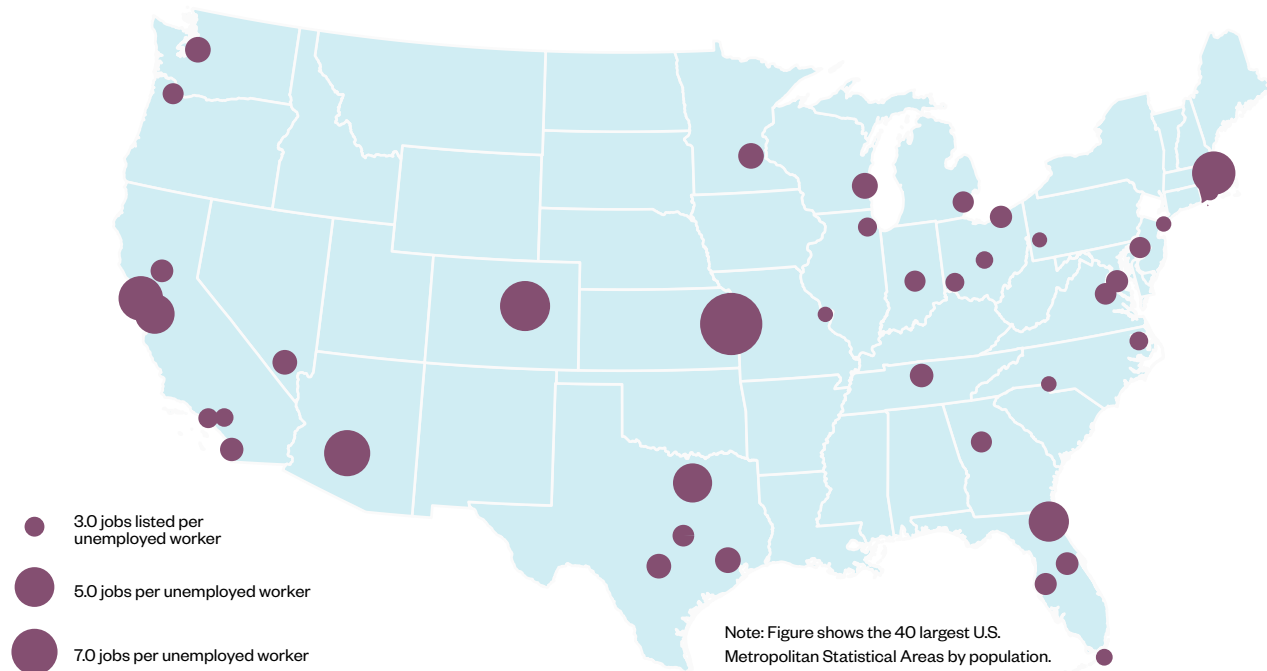 3.0 jobs listed per
unemployed worker
5.0 jobs per unemployed worker
7.0 jobs per unemployed worker
Note: Figure shows the 40 largest U.S.
Metropolitan Statistical Areas by population.